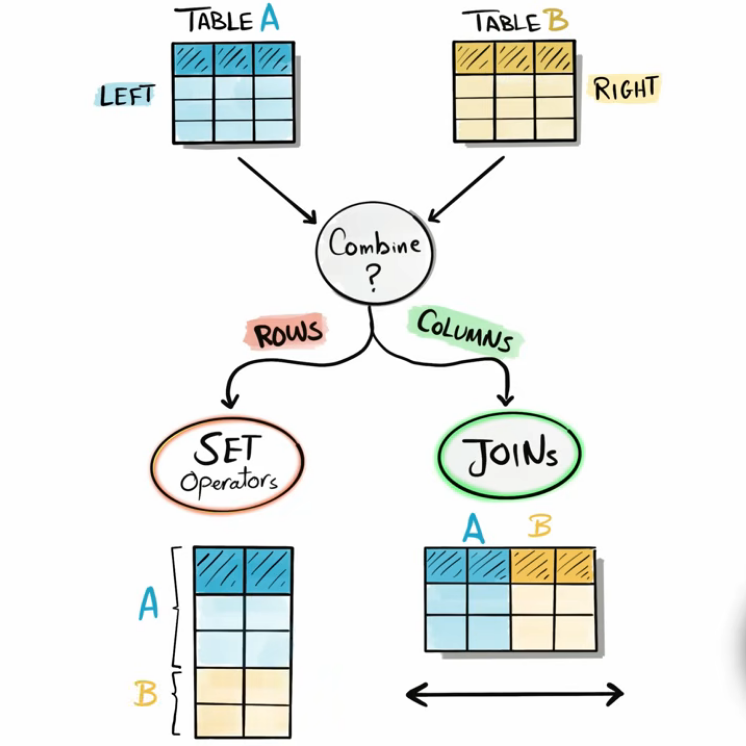 TABLE A
TABLE B
LEFT
RIGHT
Combine
?
ROWS
COLUMNS
SET
Operators
JOINs
A B
A
B